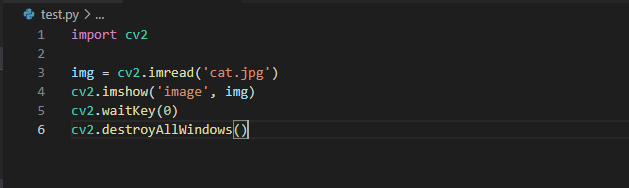 test.py > ...
1 import cv2
2
3 img = cv2.imread('cat.jpg')
4 cv2.imshow('image', img)
5 cv2.waitKey(0)
6 cv2.destroyAllWindows()